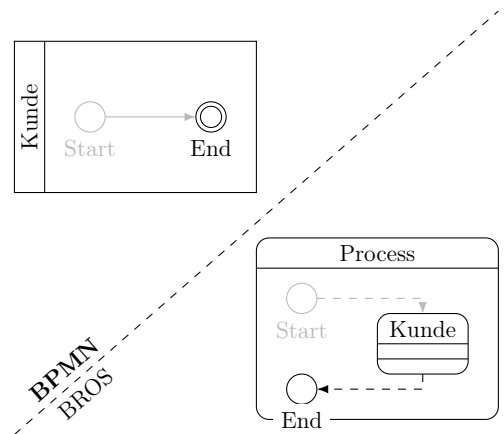 Kunde
Start
End
BPMN
BROS
Process
Start
Kunde
End